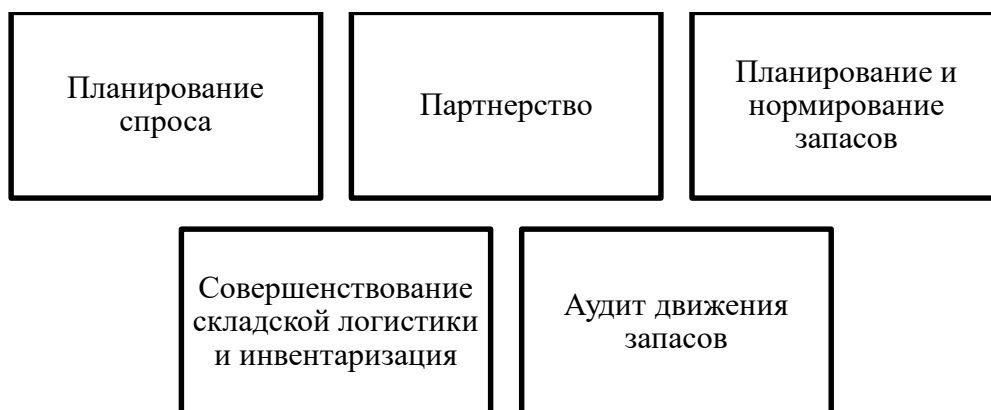 Планирование
спроса
Партнерство
Планирование и
нормирование
запасов
Совершенствование
складской логистики
и инвентаризация
Аудит движения
запасов